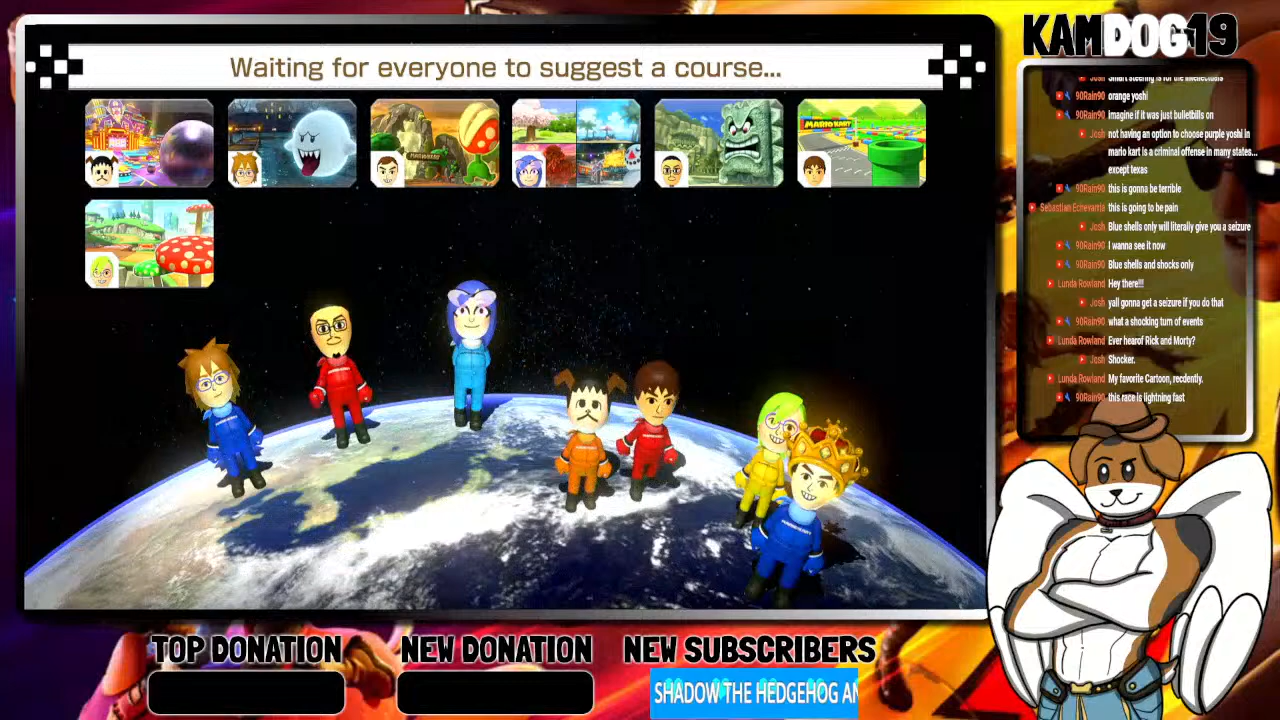 KAMDOG19
Waiting for everyone to suggest a course...
MARIO KART
Josh Smart steering is for the intellectuals
90Rain90 orange yoshi
90Rain90 Imagine if it was just bulletbills on
Josh not having an option to choose purple yoshi in
mario kart is a criminal offense in many states...
except texas
90Rain90 this is gonna be terrible
Sebastian Echevarria this is going to be pain
Josh Blue shells only will literally give you a seizure
90Rain90 I wanna see it now
90Rain90 Blue shells and shocks only
Lunda Rowland Hey there!!!
Josh yall gonna get a seizure if you do that
90Rain90 what a shocking turn of events
Lunda Rowland Ever hearof Rick and Morty?
Josh Shocker.
Lunda Rowland My favorite Cartoon, recdently.
90Rain90 this race is lightning fast
TOP DONATION
NEW DONATION
NEW SUBSCRIBERS
SHADOW THE HEDGEHOG AN